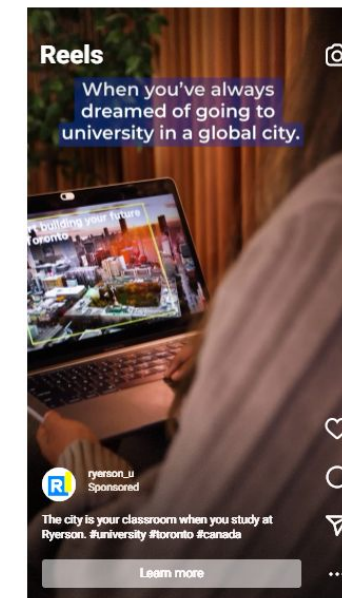 Reels
When you've always
dreamed of going to
university in a global city.
rt building your future
Toronto
R
ryerson_u
Sponsored
The city is your classroom when you study at
Ryerson. #university #toronto #canada
Learn more